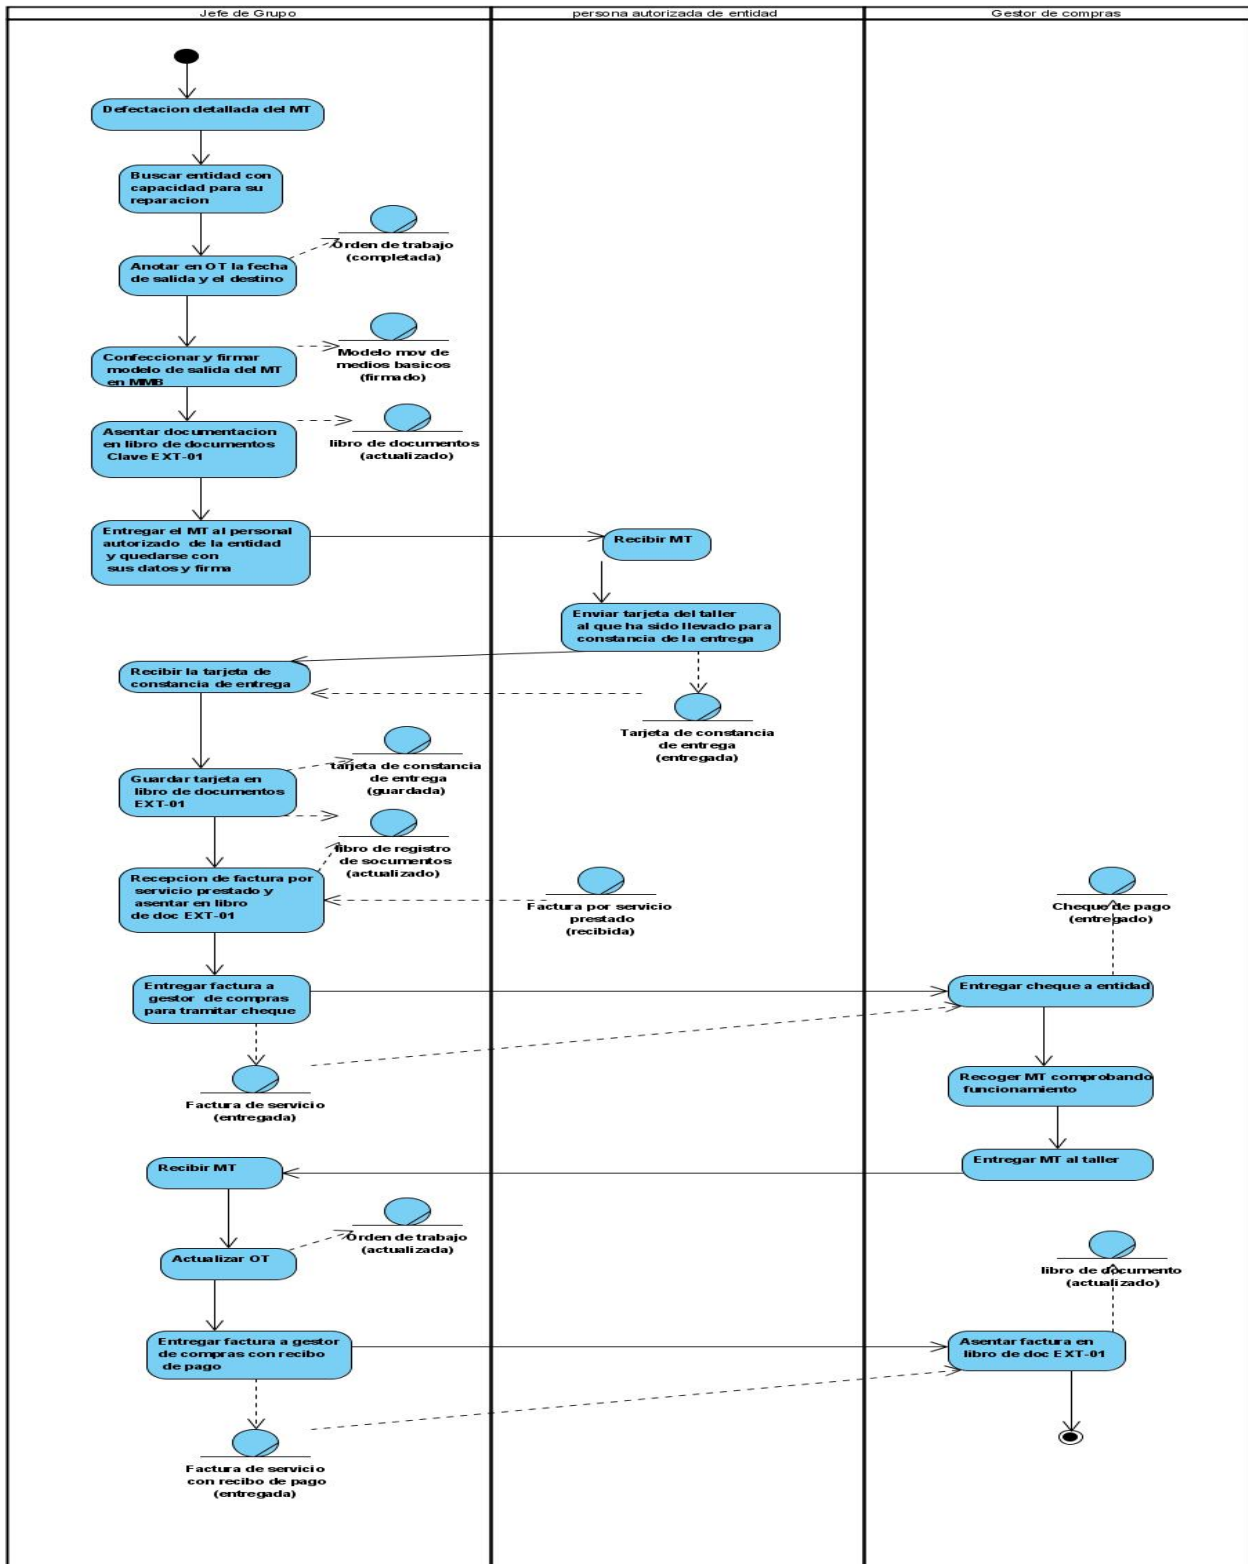 Jefe de Grupo
persona autorizada de entidad
Gestor de compras
Defectacion detallada del MT
Buscar entidad con
capacidad para su
reparacion
Orden de trabajo
(completada)
Anotar en OT la fecha
de salida y el destino
Modelo mov de
medios basicos
(firmado)
Confeccionar y firmar
modelo de salida del MT
en MMB
Asentar documentacion
en libro de documentos
Clave EXT-01
libro de documentos
(actualizado)
Entregar el MT al personal
autorizado de la entidad
y quedarse con
sus datos y firma
Recibir MT
Enviar tarjeta del taller
al que ha sido llevado para
constancia de la entrega
Recibir la tarjeta de
constancia de entrega
Tarjeta de constancia
de entrega
(entregada)
Guardar tarjeta en
libro de documentos
EXT-01
tarjeta de constancia
de entrega
(guardada)
libro de registro
de socumentos
(actualizado)
Recepcion de factura por
servicio prestado y
asentar en libro
de doc EXT-01
Factura por servicio
prestado
(recibida)
Cheque de pago
(entregado)
Entregar factura a
gestor de compras
para tramitar cheque
Entregar cheque a entidad
Factura de servicio
(entregada)
Recoger MT comprobando
funcionamiento
Recibir MT
Entregar MT al taller
Orden de trabajo
(actualizada)
Actualizar OT
libro de documento
(actualizado)
Entregar factura a gestor
de compras con recibo
de pago
Asentar factura en
libro de doc EXT-01
Factura de servicio
con recibo de pago
(entregada)